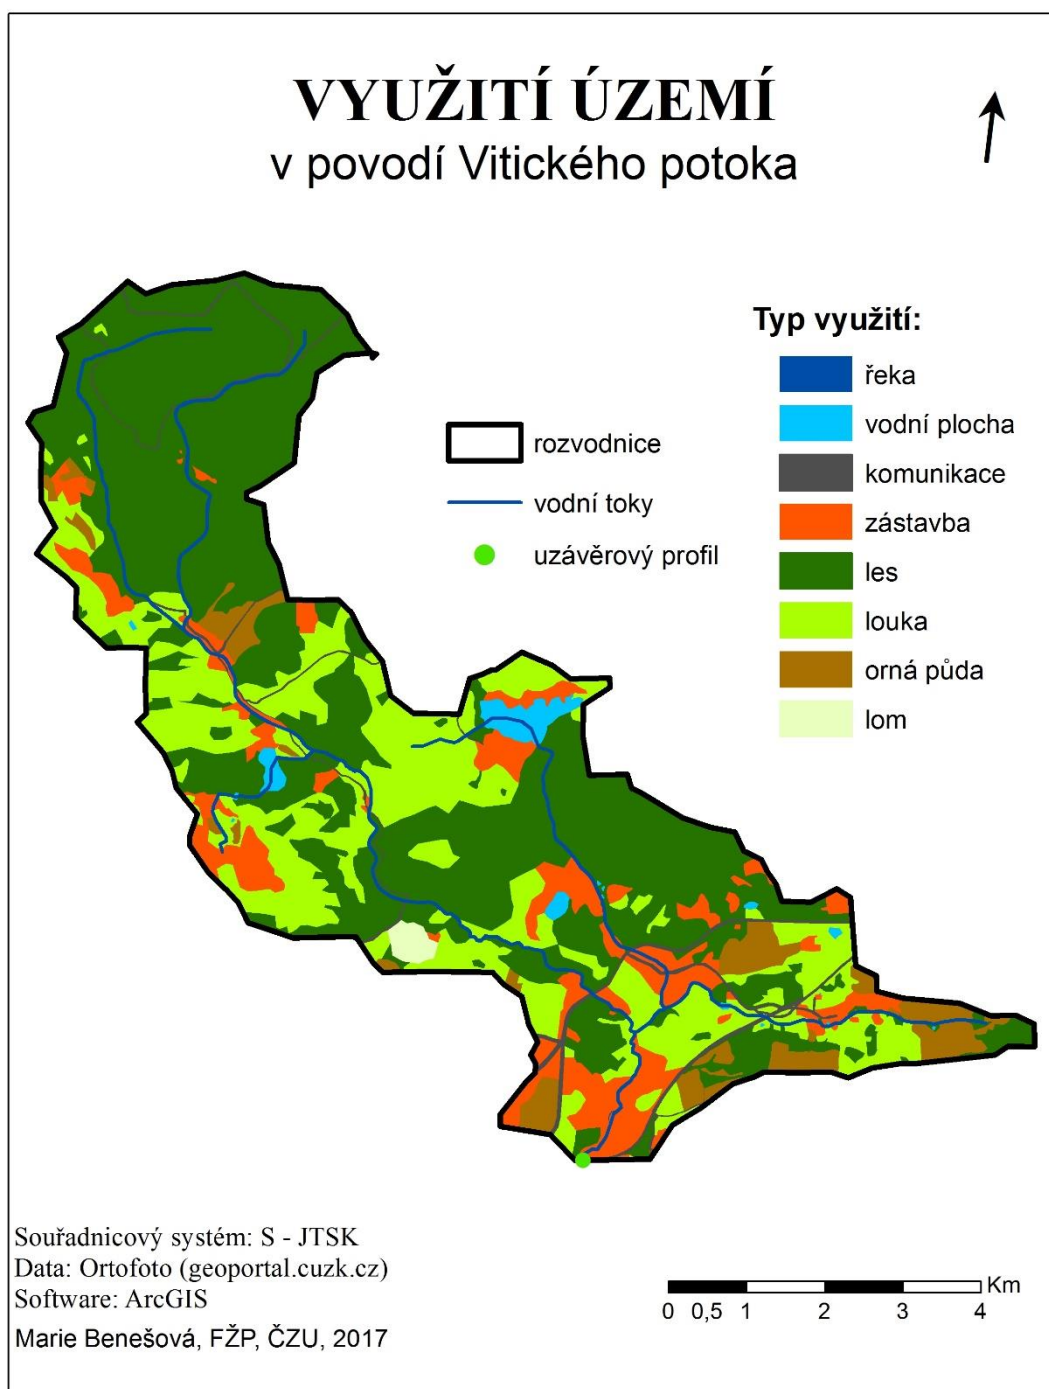 VYUŽITÍ ÚZEMÍ
v povodí Vitického potoka
rozvodnice
vodní toky
uzávěrový profil
Typ využití:
řeka
vodní plocha
komunikace
zástavba
les
louka
orná půda
lom
Souřadnicový systém: S - JTSK
Data: Ortofoto (geoportal.cuzk.cz)
Software: ArcGIS
Marie Benešová, FŽP, ČZU, 2017
Km
0 0,5 1 2 3 4